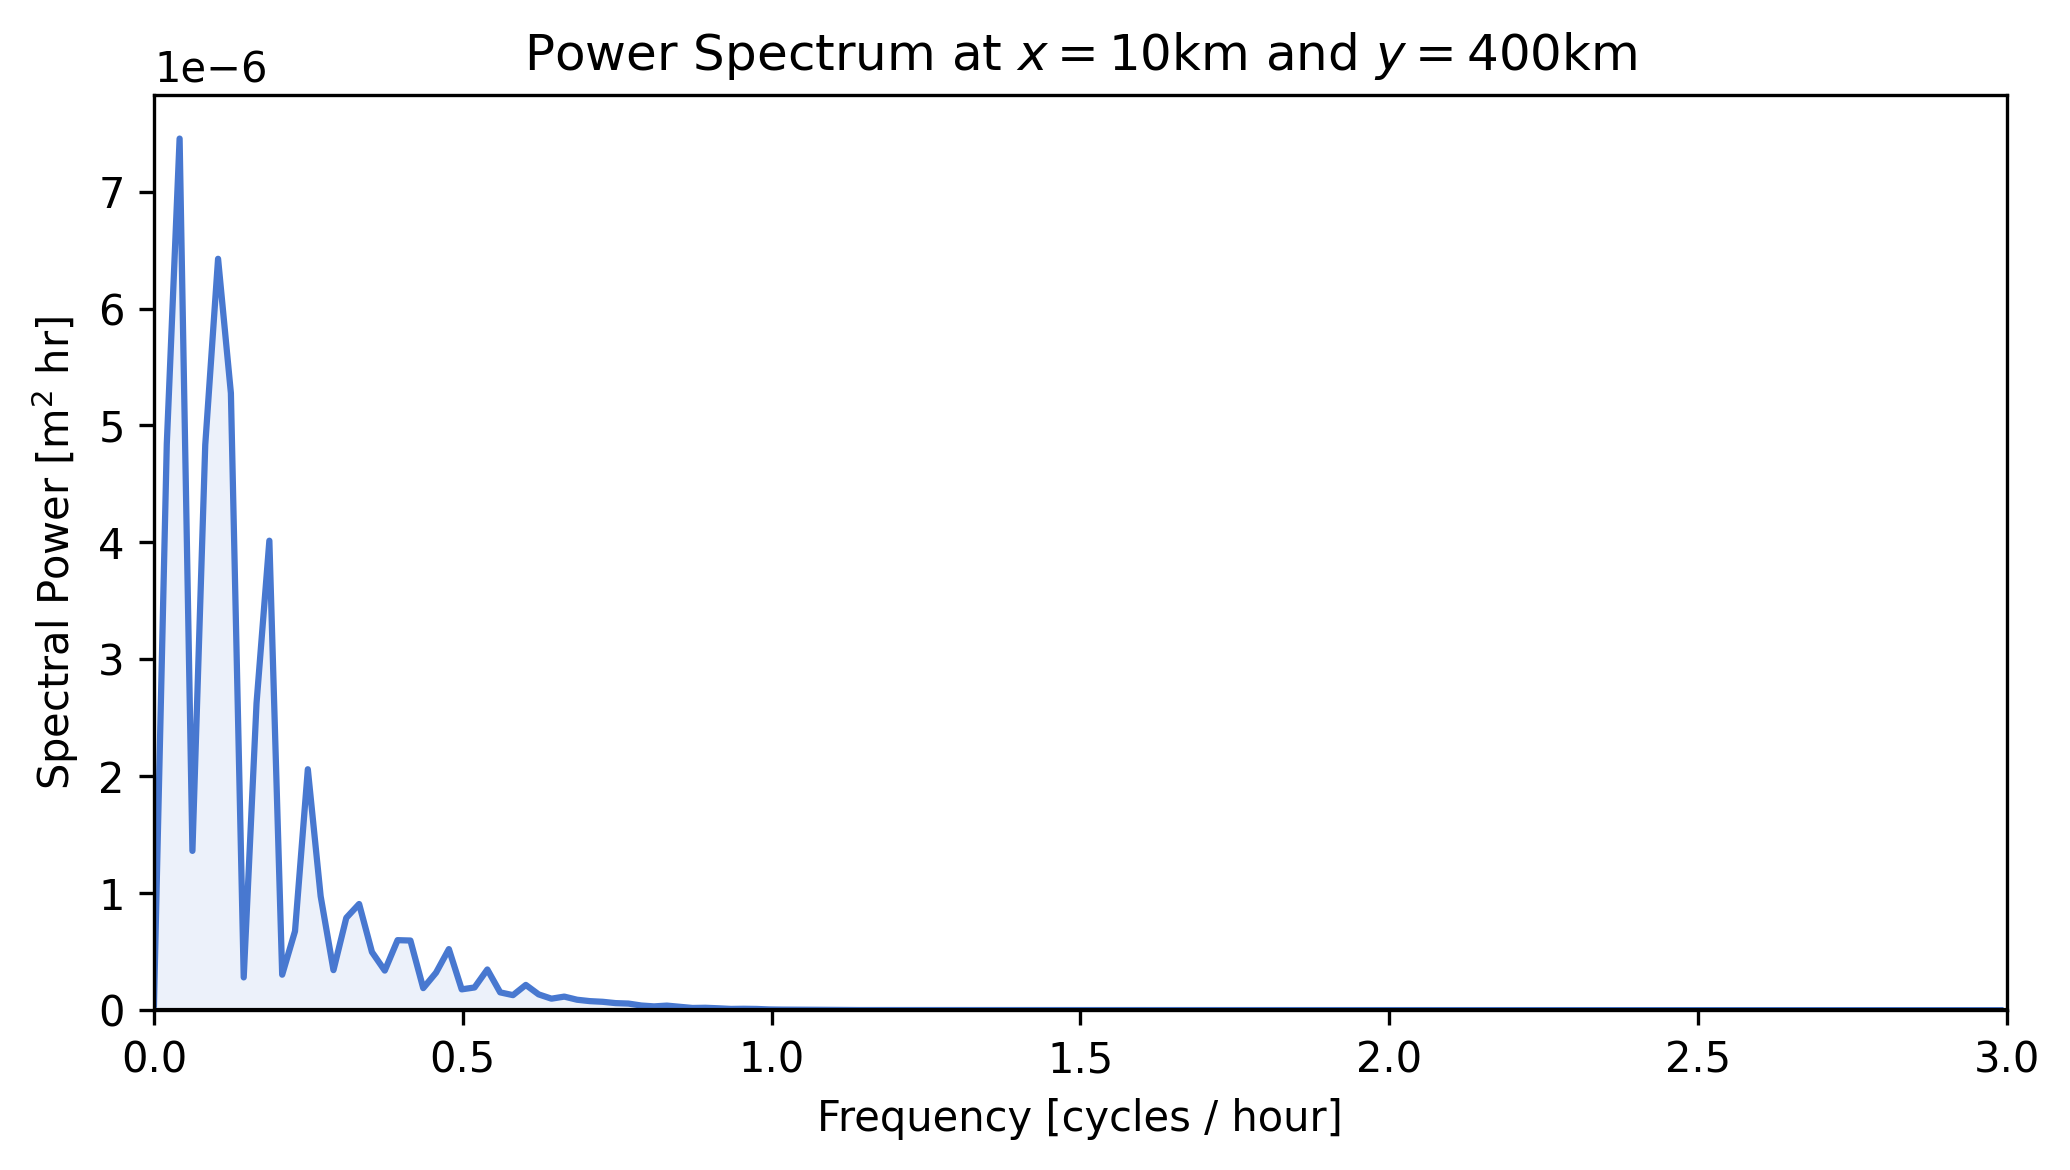 Power Spectrum at x = 10km and y = 400km
1e−6
7
6
5
4
3
2
1
0
Spectral Power [m² hr]
0.0 0.5 1.0 1.5 2.0 2.5 3.0
Frequency [cycles / hour]